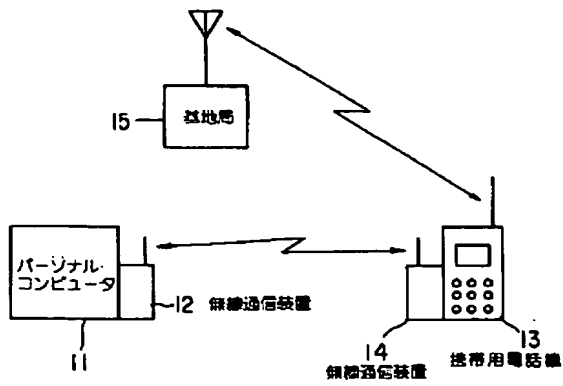 15
基地局
パーソナル・
コンピュータ
11
12 無線通信装置
14
無線通信装置
13
携帯用電話機